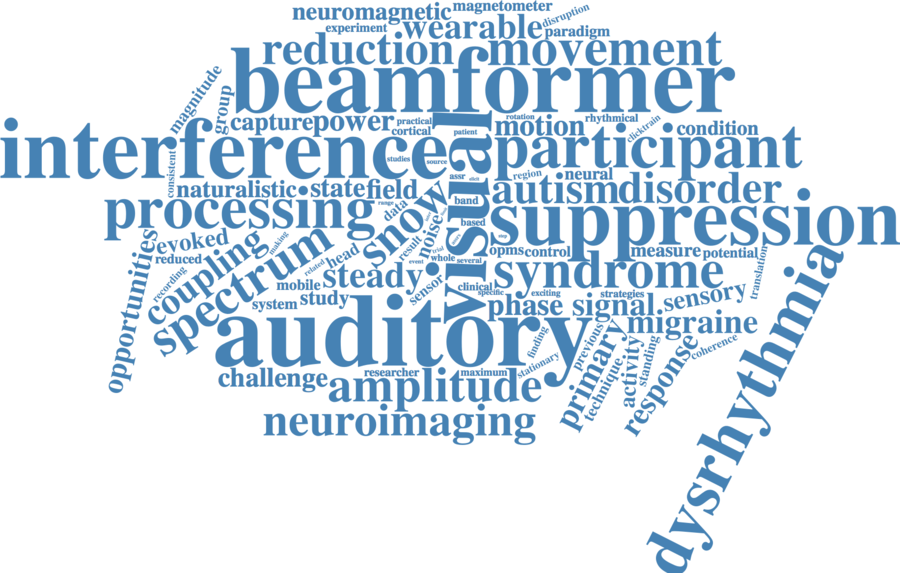 neuromagnetic magnetometer
experiment wearable disruption
reduction movement paradigm
beamformer
magnitude group
capture power practical cortical patient
rotation rhythmical
motion clicktrain condition
interference visual participant
studies source
consistent
naturalistic state field
assr region neural
autism disorder
processing range data snow band based
suppression
opportunities evoked reduced
coupling making
spectrum related head result noise
event trial whole several
opms control measure potential
translation
recording
mobile steady sensor clinical specific
syndrome
exciting strategies sensory
system study
phase signal
auditory
migraine
finding previous
primary technique activity standing response coherence
dysrhythmia
challenge researcher maximum stationary
amplitude
neuroimaging